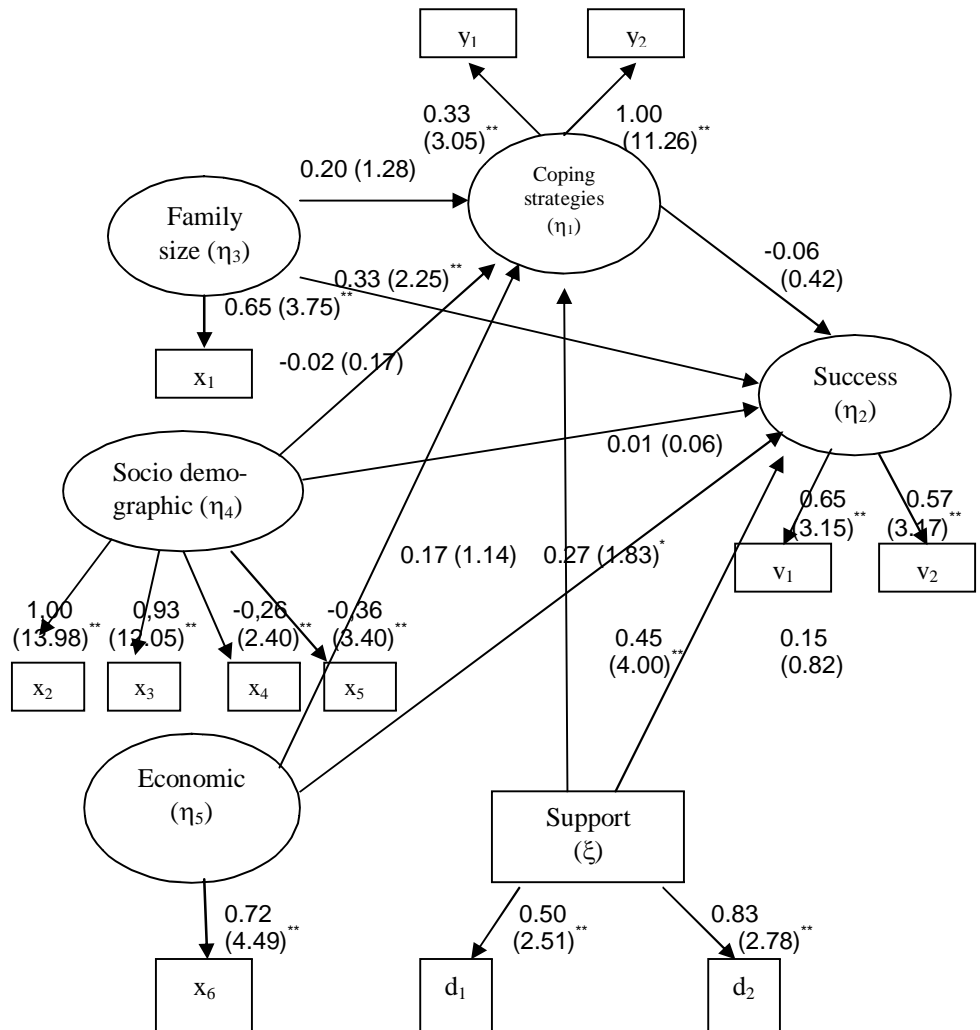 y₁
y₂
0.33
(3.05)**
1.00
(11.26)**
0.20 (1.28)
Coping
strategies
(η₁)
Family
size (η₃)
-0.06
(0.42)
0.33 (2.25)**
0.65 (3.75)**
x₁
-0.02 (0.17)
Success
(η₂)
0.01 (0.06)
Socio demo-
graphic (η₄)
0.65
(3.15)**
0.57
(3.17)**
0.17 (1.14)
0.27 (1.83)*
v₁
v₂
1,00
(13.98)**
0,93
(12.05)**
-0,26
(2.40)**
-0,36
(3.40)**
0.45
(4.00)**
0.15
(0.82)
x₂
x₃
x₄
x₅
Economic
(η₅)
Support
(ξ)
0.72
(4.49)**
0.50
(2.51)**
0.83
(2.78)**
x₆
d₁
d₂